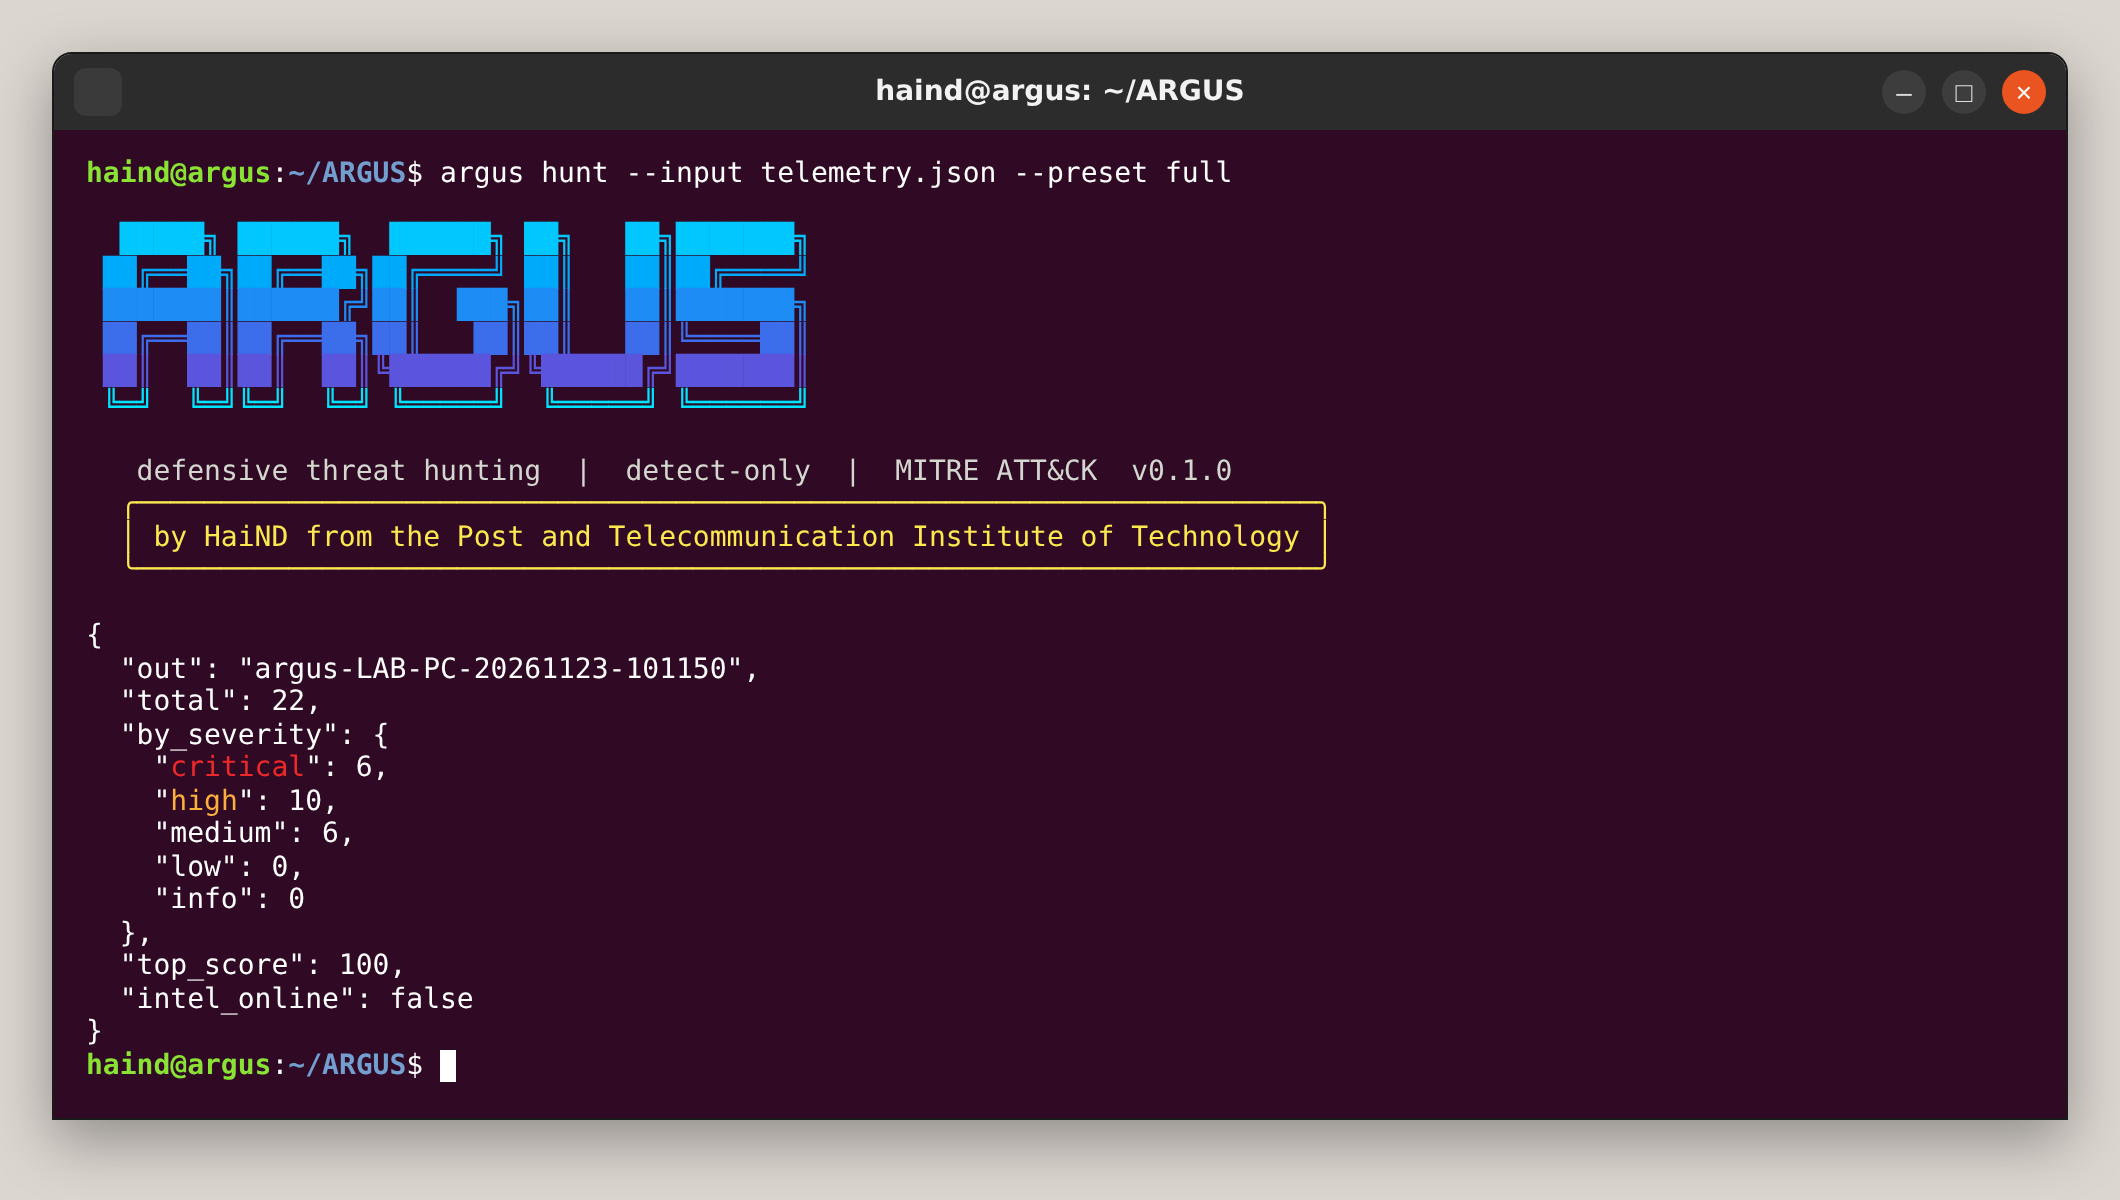 haind@argus: ~/ARGUS
haind@argus:~/ARGUS$ argus hunt --input telemetry.json --preset full
ARGUS
defensive threat hunting | detect-only | MITRE ATT&CK v0.1.0
by HaiND from the Post and Telecommunication Institute of Technology
{
"out": "argus-LAB-PC-20261123-101150",
"total": 22,
"by_severity": {
"critical": 6,
"high": 10,
"medium": 6,
"low": 0,
"info": 0
},
"top_score": 100,
"intel_online": false
}
haind@argus:~/ARGUS$